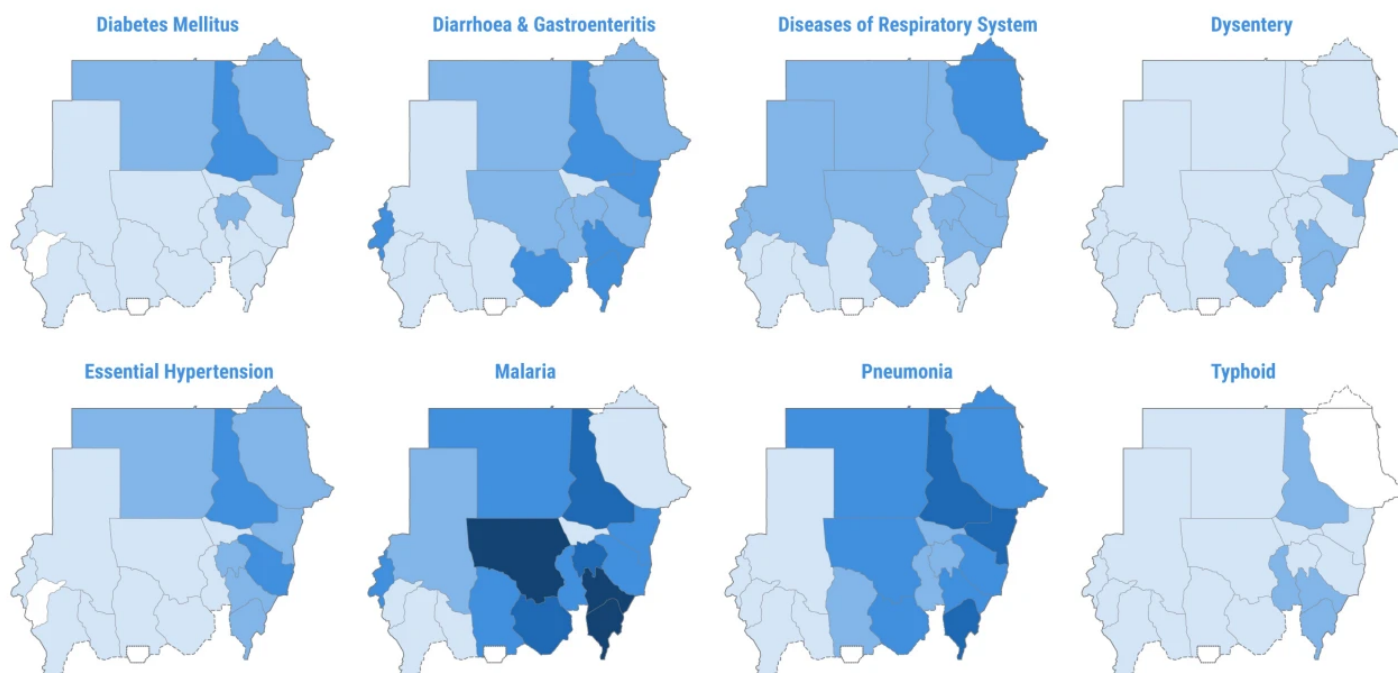 Diabetes Mellitus
Diarrhoea & Gastroenteritis
Diseases of Respiratory System
Dysentery
Essential Hypertension
Malaria
Pneumonia
Typhoid